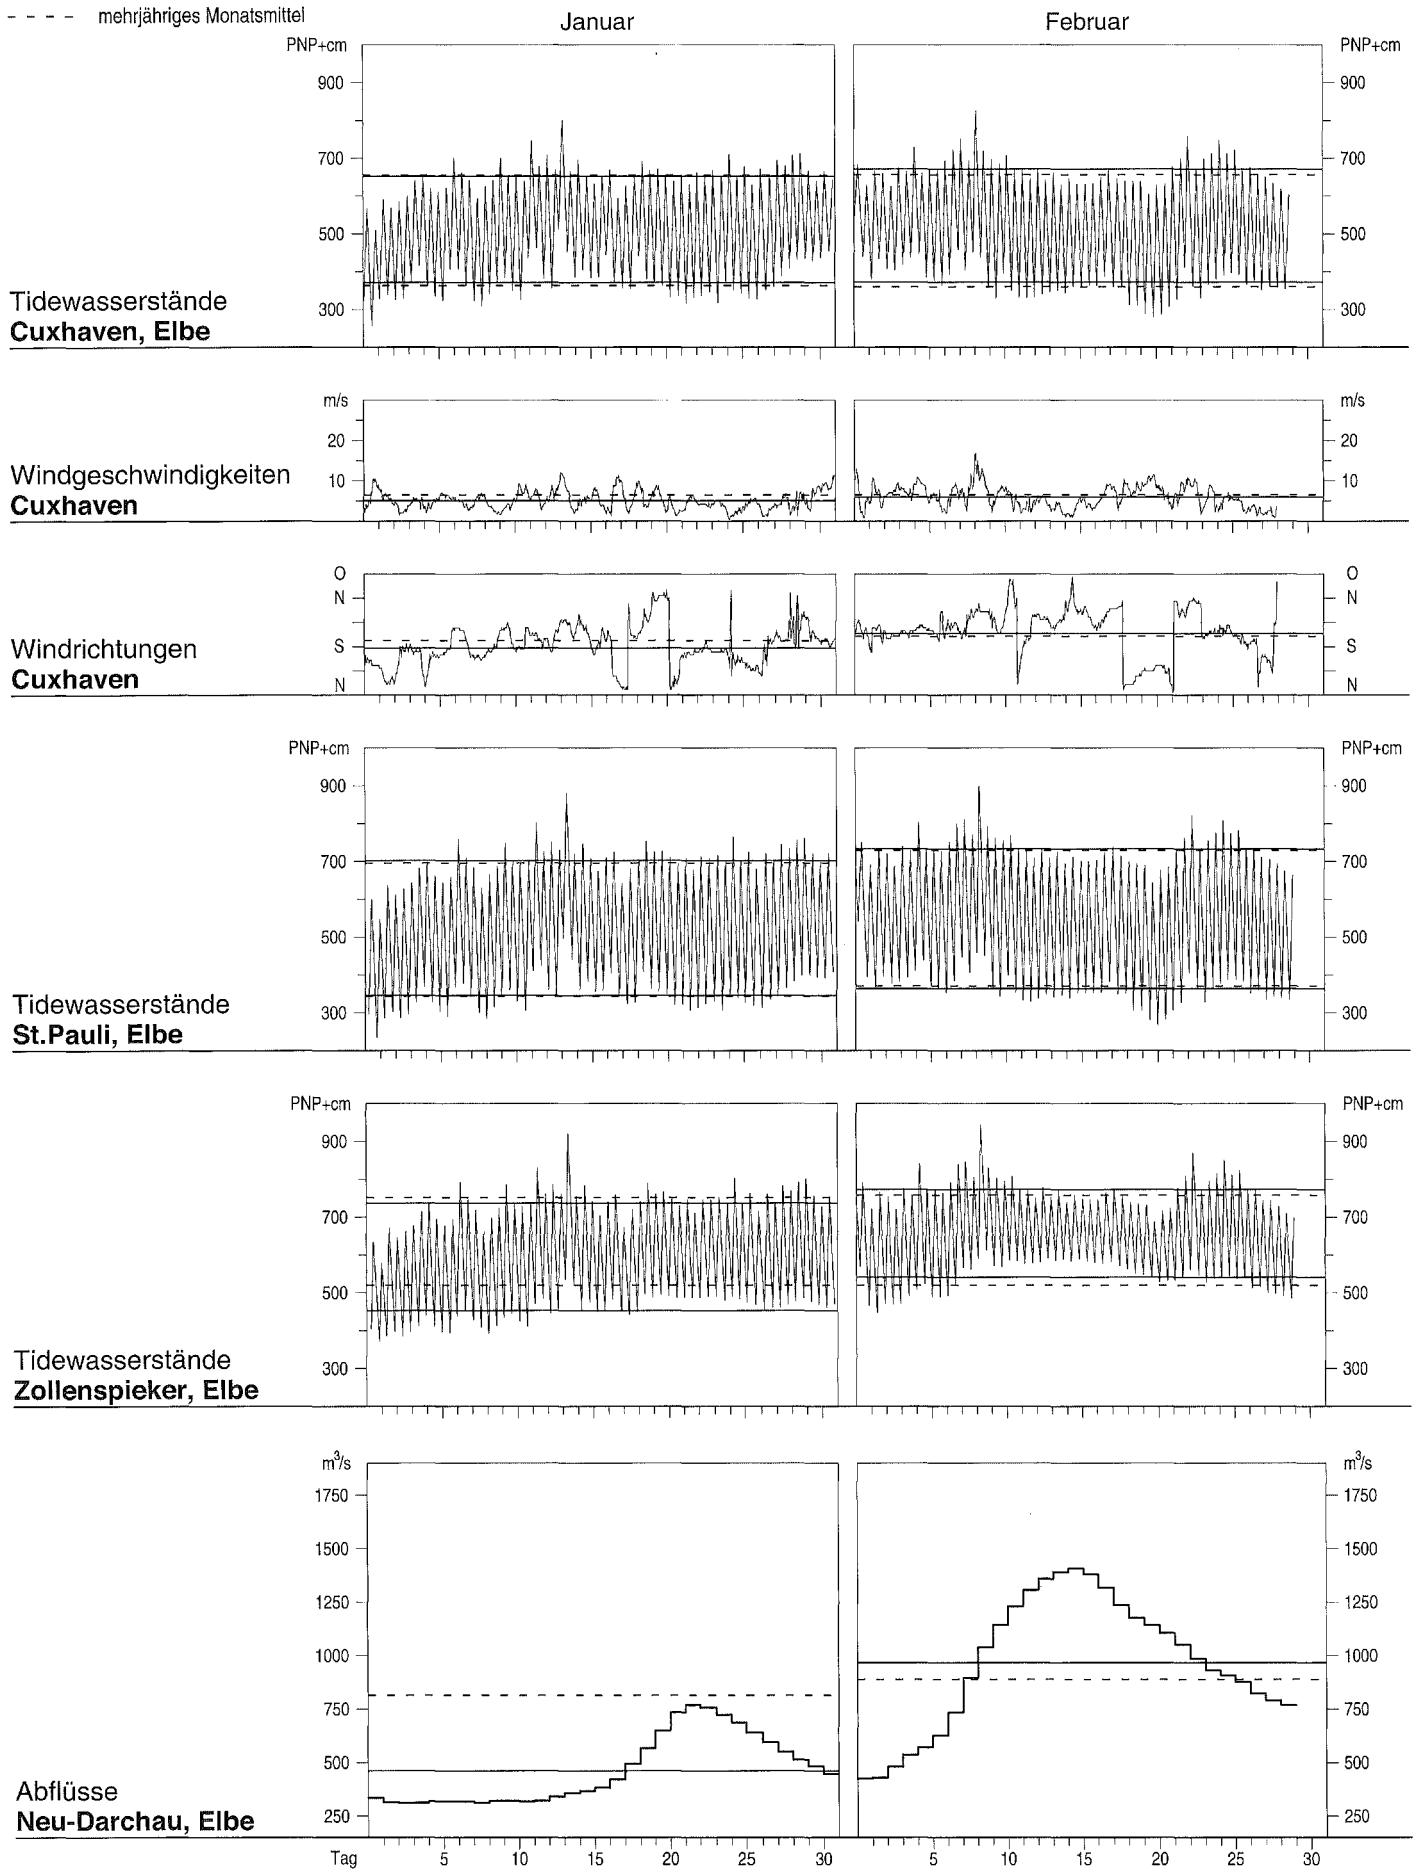 - - - - mehrjähriges Monatsmittel
Januar
Februar
PNP+cm
PNP+cm
900
700
500
300
900
700
500
300
Tidewasserstände
Cuxhaven, Elbe
m/s
m/s
20
10
20
10
Windgeschwindigkeiten
Cuxhaven
O
N
S
N
O
N
S
N
Windrichtungen
Cuxhaven
PNP+cm
PNP+cm
900
700
500
300
900
700
500
300
Tidewasserstände
St.Pauli, Elbe
PNP+cm
PNP+cm
900
700
500
300
900
700
500
300
Tidewasserstände
Zollenspieker, Elbe
m³/s
m³/s
1750
1500
1250
1000
750
500
250
1750
1500
1250
1000
750
500
250
Abflüsse
Neu-Darchau, Elbe
Tag 5 10 15 20 25 30 5 10 15 20 25 30